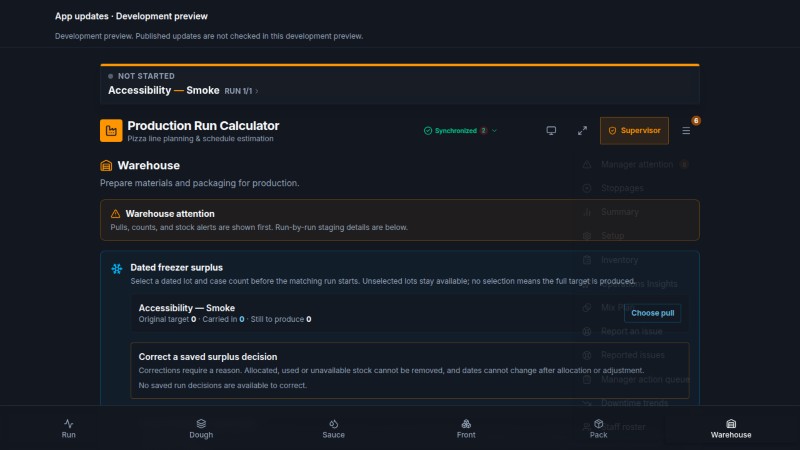 App updates · Development preview
Development preview. Published updates are not checked in this development preview.
NOT STARTED
Accessibility — Smoke RUN 1/1 ›
Production Run Calculator
Pizza line planning & schedule estimation
Synchronized 2
Supervisor
6
Warehouse
Prepare materials and packaging for production.
Manager attention
Stoppages
Summary
Setup
Inventory
Insights
Report an issue
Reported issues
Manager action queue
Downtime trends
Staff roster
Warehouse attention
Pulls, counts, and stock alerts are shown first. Run-by-run staging details are below.
Dated freezer surplus
Select a dated lot and case count before the matching run starts. Unselected lots stay available; no selection means the full target is produced.
Accessibility — Smoke
Original target 0 · Carried in 0 · Still to produce 0
Choose pull
Correct a saved surplus decision
Corrections require a reason. Allocated, used or unavailable stock cannot be removed, and dates cannot change after allocation or adjustment.
No saved run decisions are available to correct.
Run
Dough
Sauce
Front
Pack
Warehouse